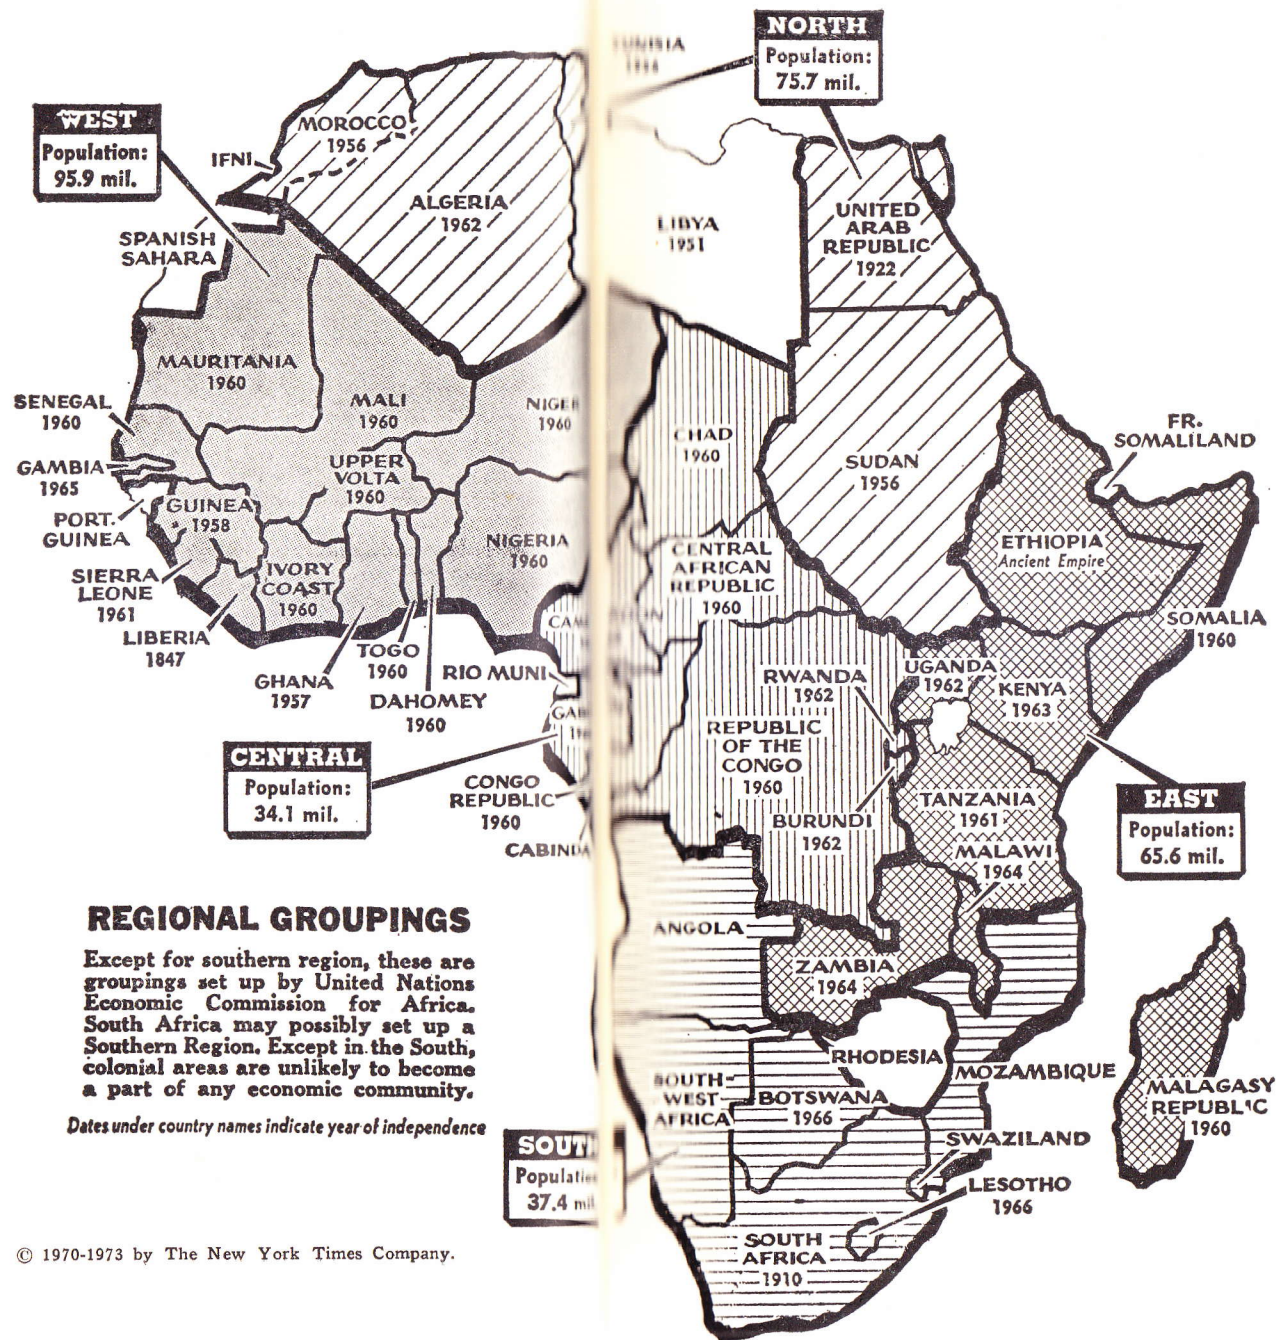 NORTH
Population:
75.7 mil.
WEST
Population:
95.9 mil.
MOROCCO
1956
IFNI
ALGERIA
1962
LIBYA
1951
UNITED
ARAB
REPUBLIC
1922
SPANISH
SAHARA
MAURITANIA
1960
SENEGAL
1960
MALI
1960
NIGER
1960
CHAD
1960
SUDAN
1956
FR.
SOMALILAND
GAMBIA
1965
UPPER
VOLTA
1960
GUINEA
1958
PORT.
GUINEA
NIGERIA
1960
CENTRAL
AFRICAN
REPUBLIC
1960
ETHIOPIA
Ancient Empire
SIERRA
LEONE
1961
IVORY
COAST
1960
LIBERIA
1847
SOMALIA
1960
TOGO
1960
GHANA
1957
DAHOMEY
1960
RIO MUNI
RWANDA
1962
UGANDA
1962
KENYA
1963
REPUBLIC
OF THE
CONGO
1960
CENTRAL
Population:
34.1 mil.
CONGO
REPUBLIC
1960
CABINDA
BURUNDI
1962
TANZANIA
1961
MALAWI
1964
EAST
Population:
65.6 mil.
ANGOLA
ZAMBIA
1964
REGIONAL GROUPINGS
Except for southern region, these are
groupings set up by United Nations
Economic Commission for Africa.
South Africa may possibly set up a
Southern Region. Except in the South,
colonial areas are unlikely to become
a part of any economic community.
Dates under country names indicate year of independence
RHODESIA
MOZAMBIQUE
SOUTH-
WEST
AFRICA
BOTSWANA
1966
MALAGASY
REPUBLIC
1960
SWAZILAND
LESOTHO
1966
SOUTH
Population
37.4 mil
SOUTH
AFRICA
1910
© 1970-1973 by The New York Times Company.